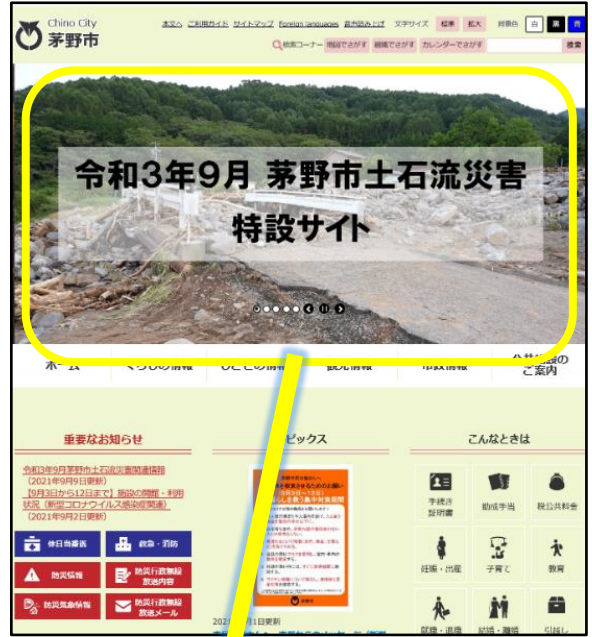 Chino City
茅野市
本文へ ご利用ガイド サイトマップ Foreign languages 音声読み上げ 文字サイズ 標準 拡大 背景色 白 黒 青
検索コーナー 地図でさがす 組織でさがす カレンダーでさがす 検索
令和3年9月 茅野市土石流災害
特設サイト
ホーム
くらしの情報
しごとの情報
観光情報
市政情報
ご案内
重要なお知らせ
令和3年9月茅野市土石流災害関連情報
(2021年9月9日更新)
【9月3日から12日まで】施設の開館・利用
状況(新型コロナウイルス感染症関連)
(2021年9月2日更新)
休日当番医
救急・消防
防災情報
防災行政無線
放送内容
防災気象情報
防災行政無線
放送メール
ピックス
こんなときは
手続き
証明書
助成手当
税公共料金
妊娠・出産
子育て
教育
就職・退職
結婚・離婚
引越し